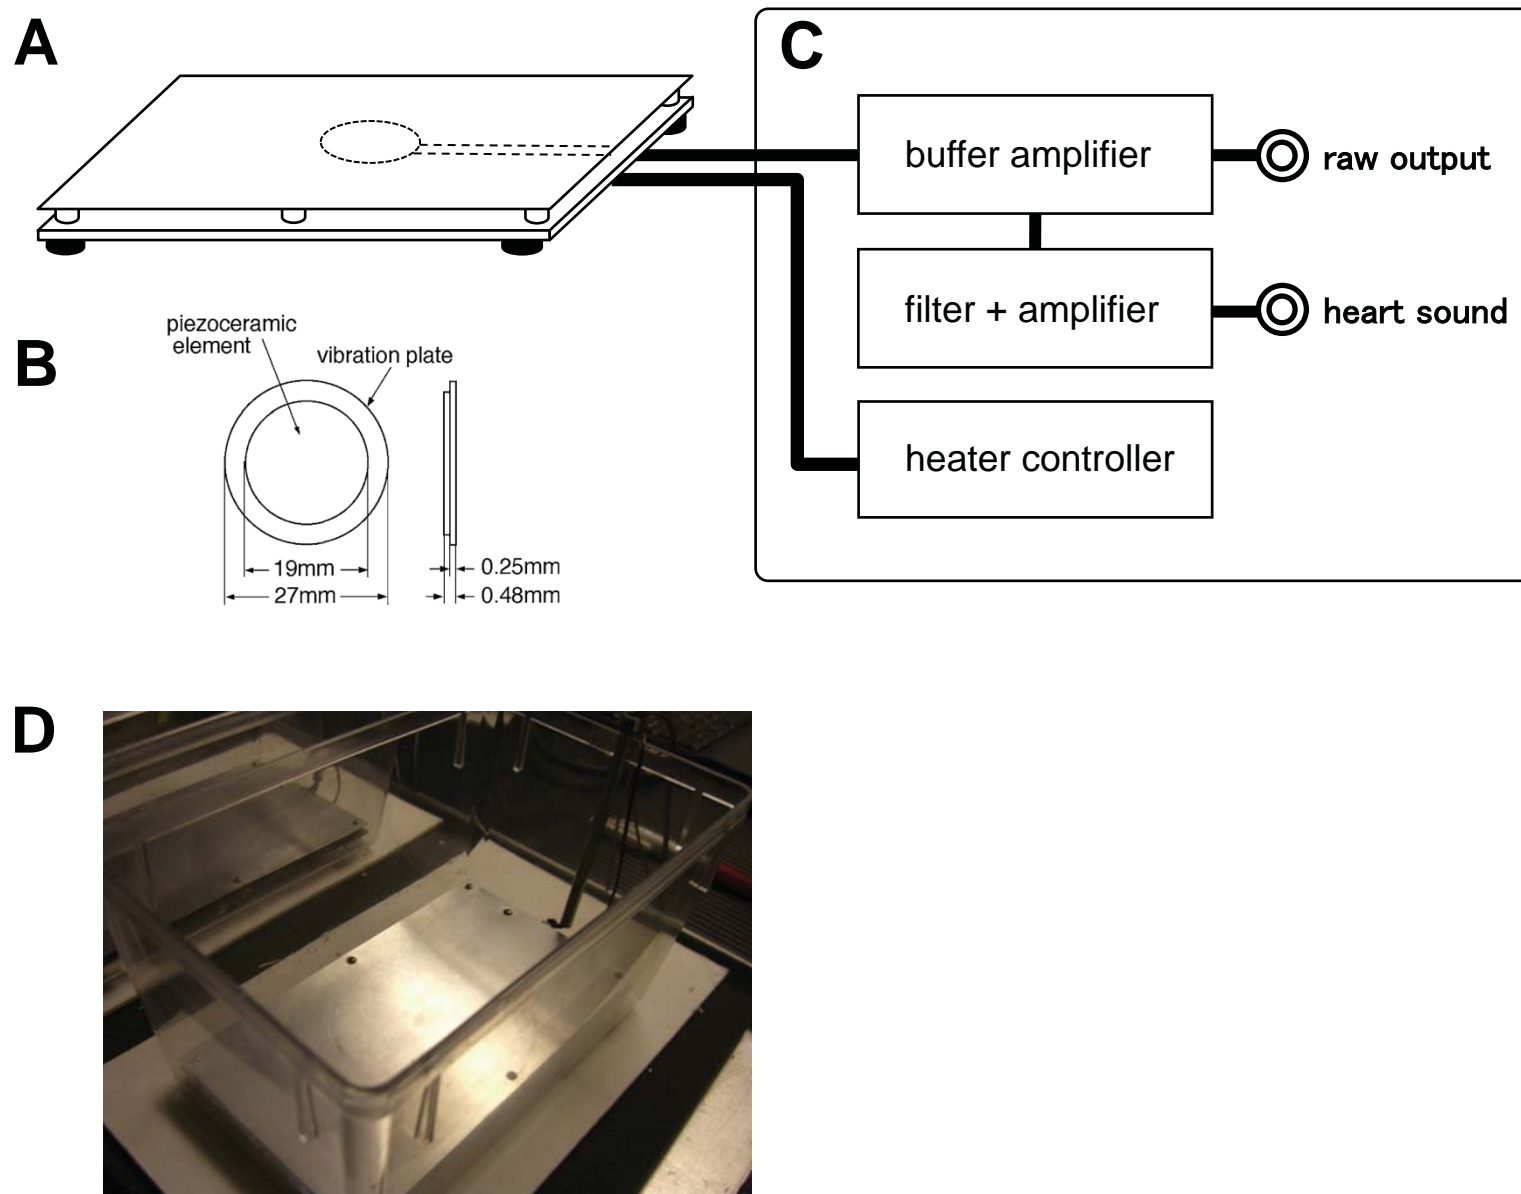 A
C
buffer amplifier
raw output
filter + amplifier
heart sound
heater controller
B
piezoceramic
element
vibration plate
19mm
0.25mm
27mm
0.48mm
D